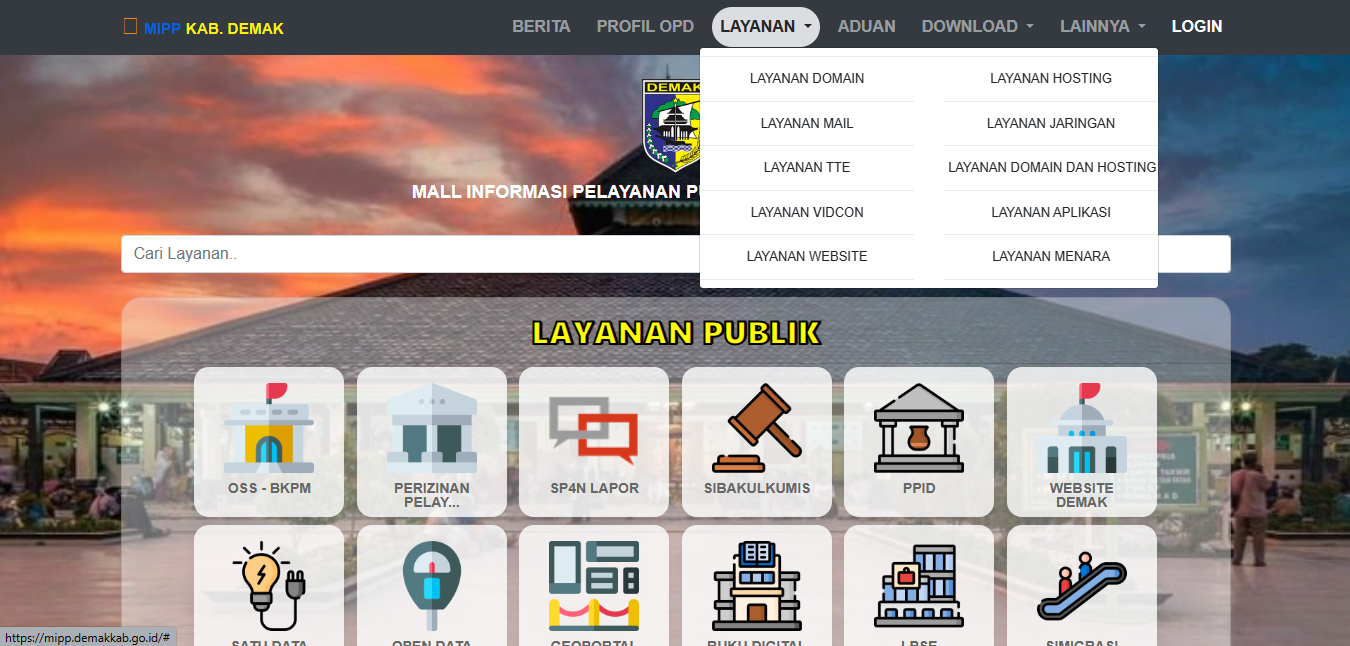 MIPP KAB. DEMAK
BERITA
PROFIL OPD
LAYANAN
ADUAN
DOWNLOAD
LAINNYA
LOGIN
LAYANAN DOMAIN
LAYANAN HOSTING
LAYANAN MAIL
LAYANAN JARINGAN
LAYANAN TTE
LAYANAN DOMAIN DAN HOSTING
LAYANAN VIDCON
LAYANAN APLIKASI
LAYANAN WEBSITE
LAYANAN MENARA
DEMAK
MALL INFORMASI PELAYANAN
Cari Layanan..
LAYANAN PUBLIK
OSS - BKPM
PERIZINAN
PELAY...
SP4N LAPOR
SIBAKULKUMIS
PPID
WEBSITE
DEMAK
SATU DATA
OPEN DATA
GEOPORTAL
BUKU DIGITAL
LPSE
SIMIGRASI
https://mipp.demakkab.go.id/#